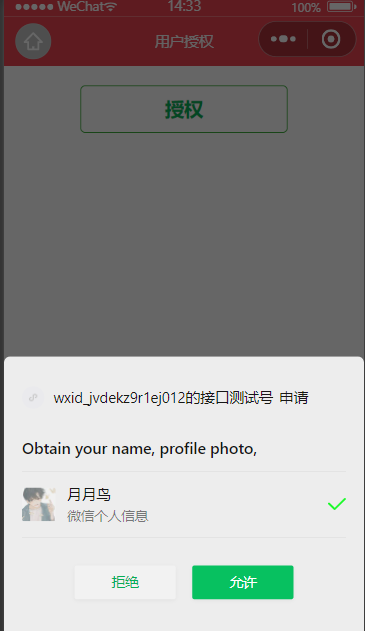 WeChat 14:33 100%
用户授权
授权
wxid_jvdekz9r1ej012的接口测试号 申请
Obtain your name, profile photo,
月月鸟
微信个人信息
拒绝 允许